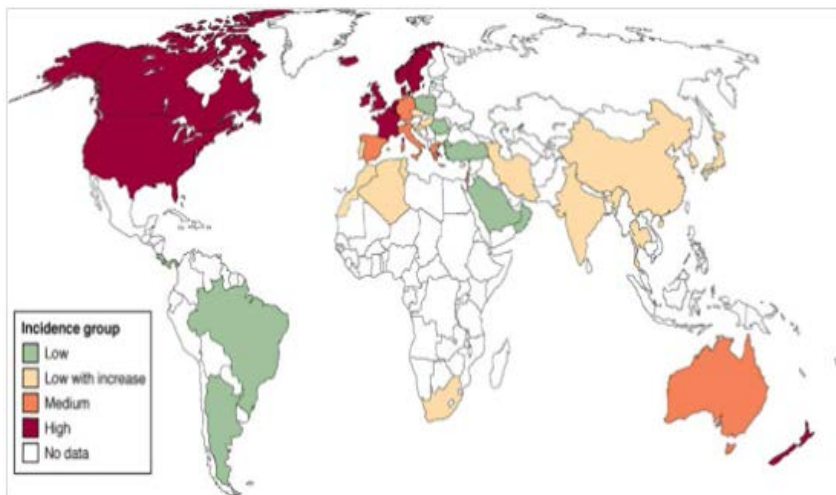 Incidence group
Low
Low with increase
Medium
High
No data